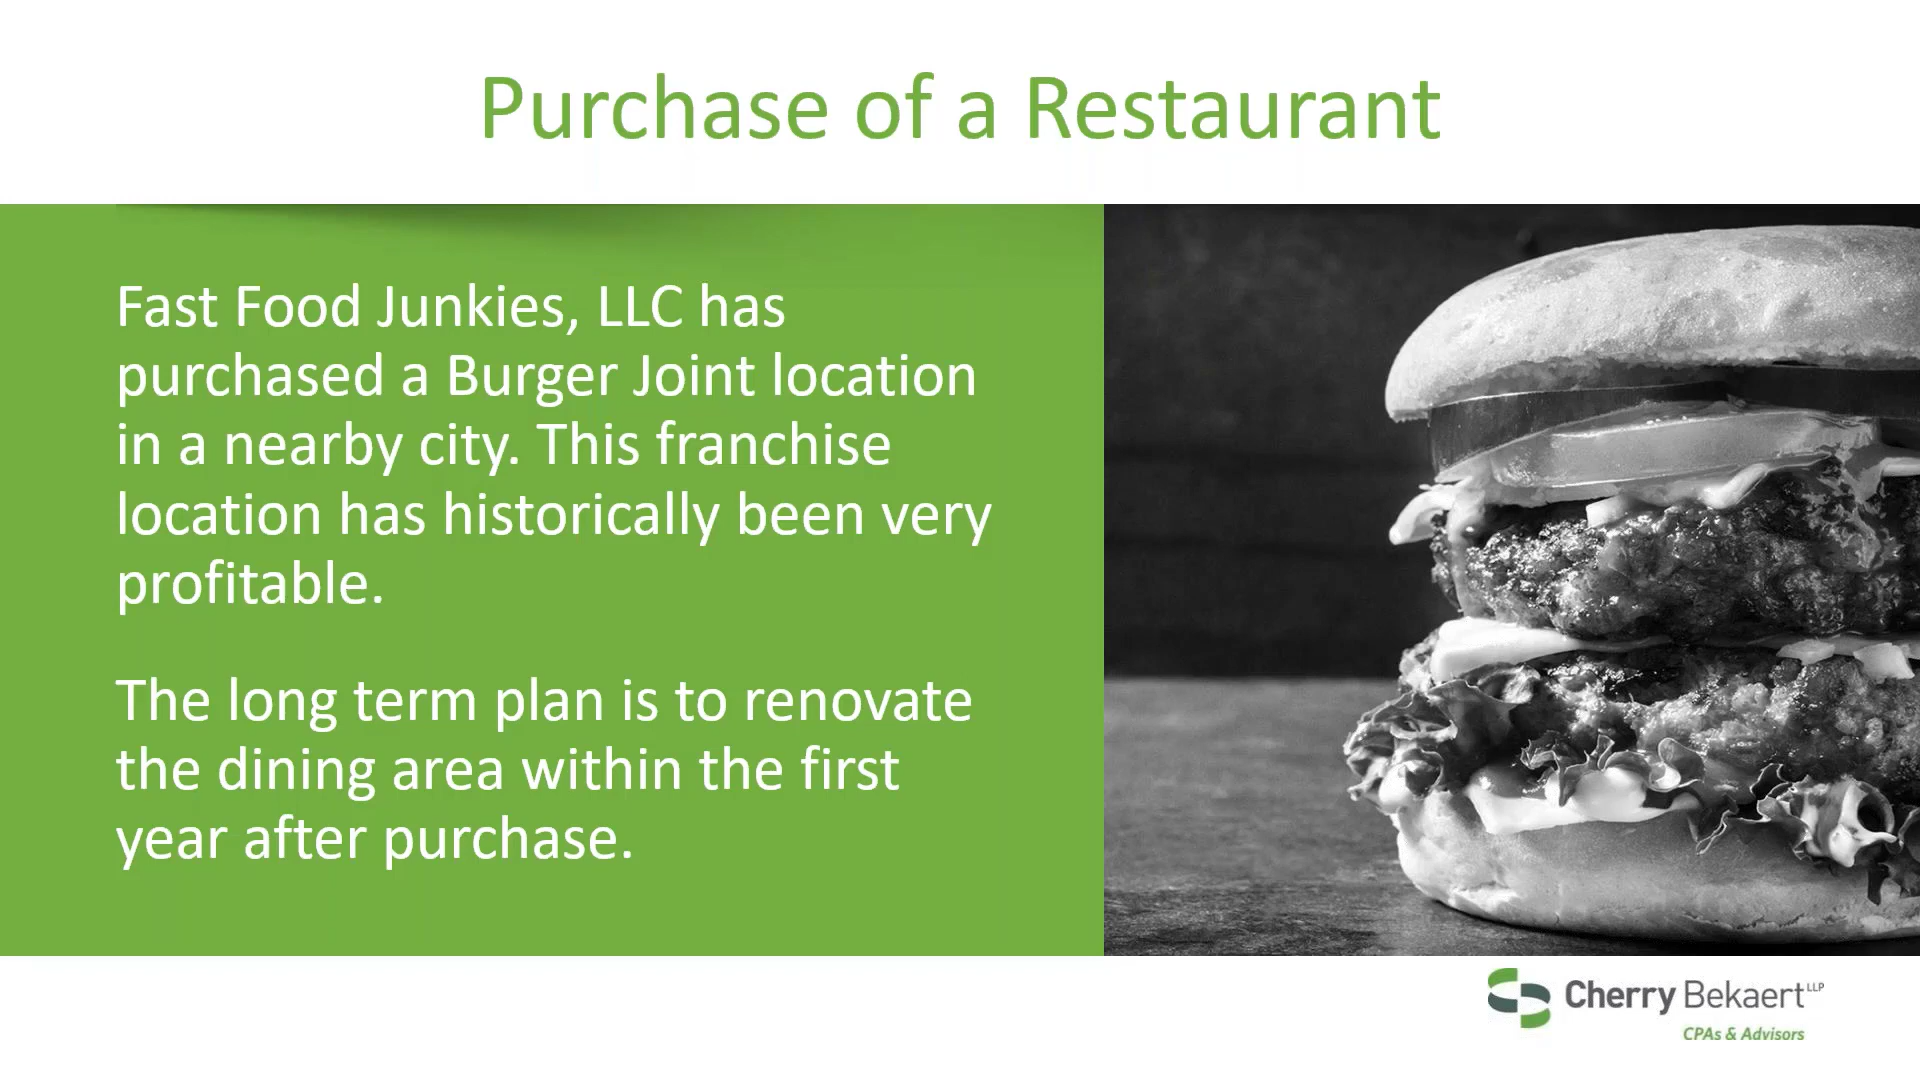 Purchase of a Restaurant
Fast Food Junkies, LLC has
purchased a Burger Joint location
in a nearby city. This franchise
location has historically been very
profitable.
The long term plan is to renovate
the dining area within the first
year after purchase.
Cherry Bekaert LLP
CPAs & Advisors